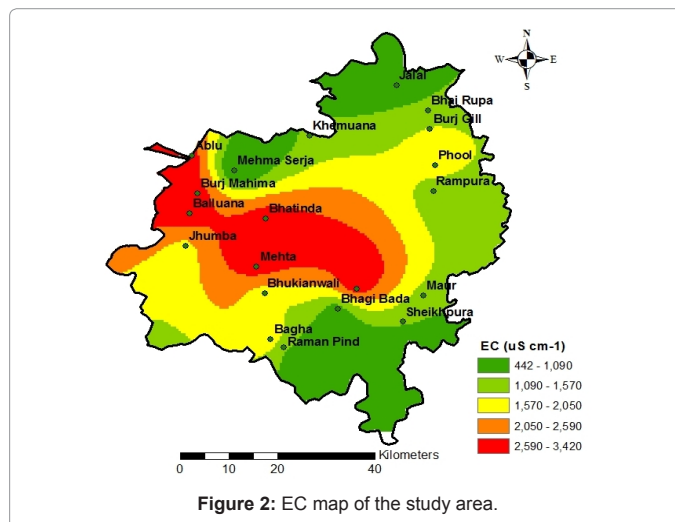 N
W E
S
Jalal
Bhai Rupa
Burj Gill
Khemuana
Ablu
Mehma Serja
Phool
Rampura
Burj Mahima
Balluana
Bhatinda
Jhumba
Mehta
Bhukianwali
Maur
Bhagi Bada
Sheikhpura
Bagha
Raman Pind
EC (uS cm-1)
442 - 1,090
1,090 - 1,570
1,570 - 2,050
2,050 - 2,590
2,590 - 3,420
Kilometers
0 5 10 20 30 40
Figure 2: EC map of the study area.